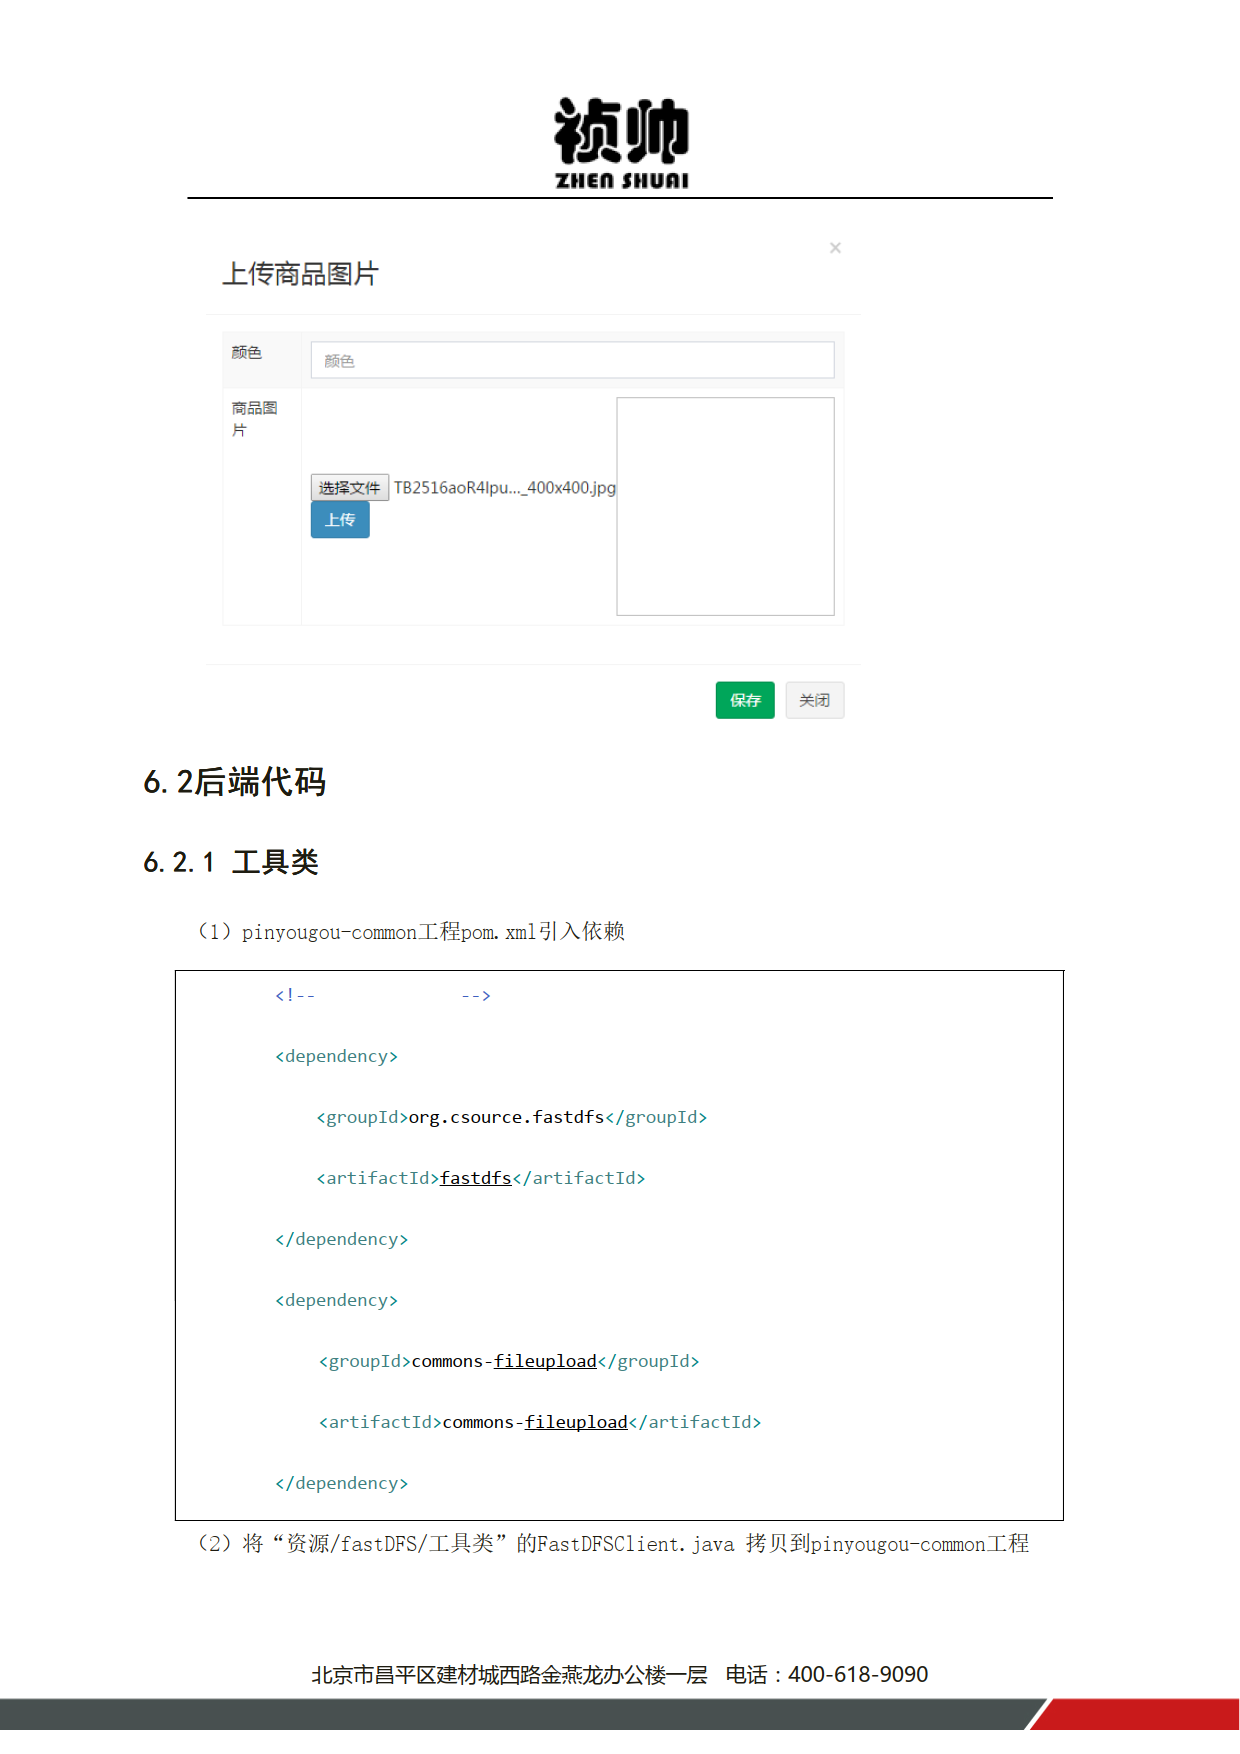 祯帅
ZHEN SHUAI
×
上传商品图片
颜色
颜色
商品图
片
选择文件 TB2516aoR4Ipu..._400x400.jpg
上传
保存 关闭
6.2后端代码
6.2.1 工具类
（1）pinyougou-common工程pom.xml引入依赖
<!-- -->
<dependency>
<groupId>org.csource.fastdfs</groupId>
<artifactId>fastdfs</artifactId>
</dependency>
<dependency>
<groupId>commons-fileupload</groupId>
<artifactId>commons-fileupload</artifactId>
</dependency>
（2）将“资源/fastDFS/工具类”的FastDFSClient.java 拷贝到pinyougou-common工程
北京市昌平区建材城西路金燕龙办公楼一层 电话：400-618-9090